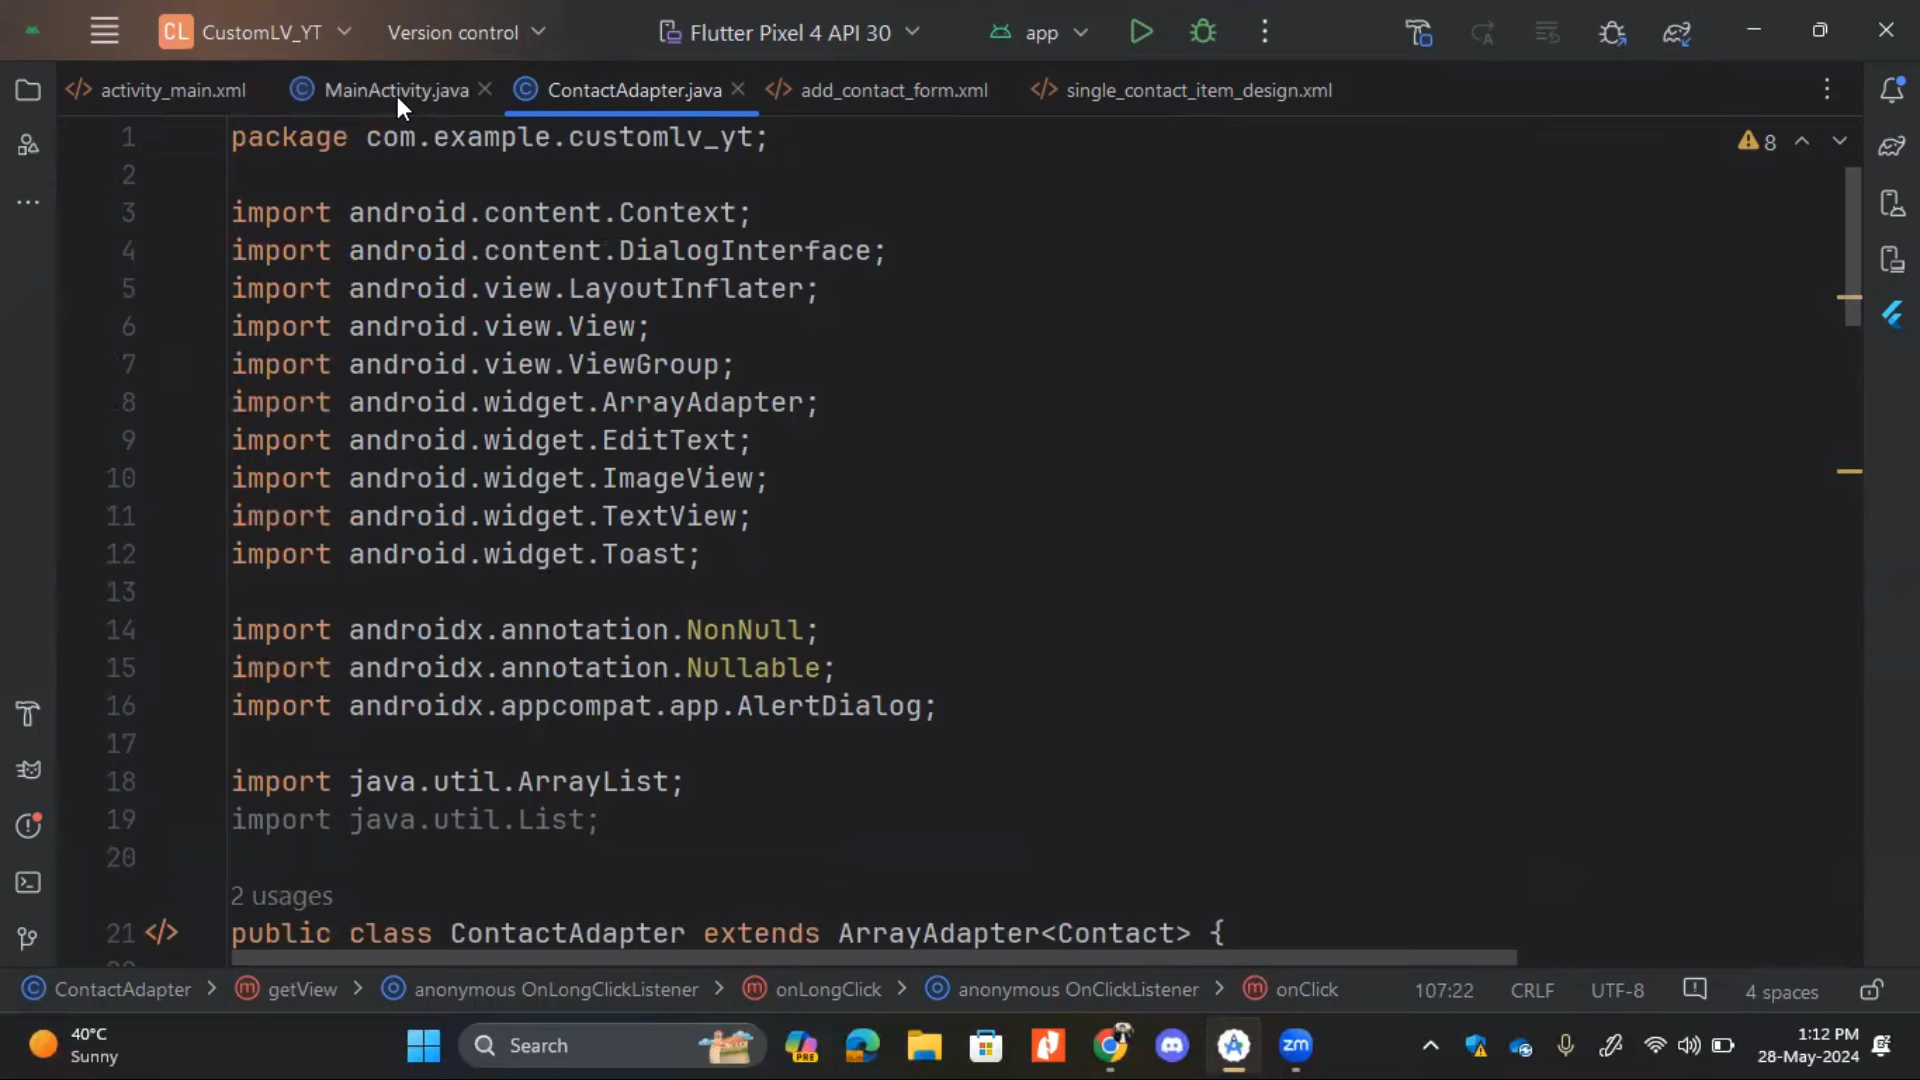 CL CustomLV_YT Version control Flutter Pixel 4 API 30 app
activity_main.xml MainActivity.java ContactAdapter.java add_contact_form.xml single_contact_item_design.xml
1 package com.example.customlv_yt; 8
2
3 import android.content.Context;
4 import android.content.DialogInterface;
5 import android.view.LayoutInflater;
6 import android.view.View;
7 import android.view.ViewGroup;
8 import android.widget.ArrayAdapter;
9 import android.widget.EditText;
10 import android.widget.ImageView;
11 import android.widget.TextView;
12 import android.widget.Toast;
13
14 import androidx.annotation.NonNull;
15 import androidx.annotation.Nullable;
16 import androidx.appcompat.app.AlertDialog;
17
18 import java.util.ArrayList;
19 import java.util.List;
20
2 usages
21 public class ContactAdapter extends ArrayAdapter<Contact> {
ContactAdapter > getView > anonymous OnLongClickListener > onLongClick > anonymous OnClickListener > onClick 107:22 CRLF UTF-8 4 spaces
40°C
Sunny
Search
PRE
zm
1:12 PM
28-May-2024